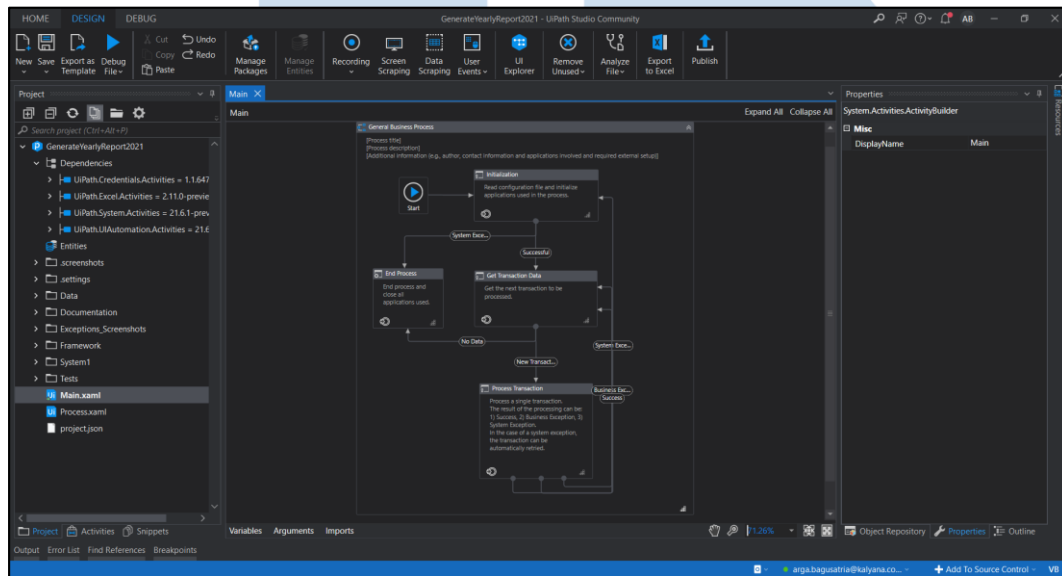 HOME DESIGN DEBUG
GenerateYearlyReport2021 - UiPath Studio Community
AB
New Save Export as Template Debug File
Cut Copy Paste
Undo Redo
Manage Packages
Manage Entities
Recording
Screen Scraping
Data Scraping
User Events
UI Explorer
Remove Unused
Analyze File
Export to Excel
Publish
Project
Search project (Ctrl+Alt+P)
GenerateYearlyReport2021
Dependencies
UiPath.Credentials.Activities = 1.1.647
UiPath.Excel.Activities = 2.11.0-previe
UiPath.System.Activities = 21.6.1-prev
UiPath.UIAutomation.Activities = 21.6
Entities
.screenshots
.settings
Data
Documentation
Exceptions_Screenshots
Framework
System1
Tests
Main.xaml
Process.xaml
project.json
Project Activities Snippets
Main
Main
Expand All Collapse All
General Business Process
[Process title]
[Process description]
[Additional information (e.g., author, contact information and applications involved and required external setup)]
Start
Initialization
Read configuration file and initialize
applications used in the process.
System Exce...
Successful
End Process
End process and
close all
applications used.
Get Transaction Data
Get the next transaction to be
processed.
No Data
System Exce...
New Transact...
Process Transaction
Process a single transaction.
The result of the processing can be:
1) Success, 2) Business Exception, 3)
System Exception.
In the case of a system exception,
the transaction can be
automatically retried.
Business Exc...
Success
Variables Arguments Imports
71.26%
Properties
System.Activities.ActivityBuilder
Misc
DisplayName Main
Resources
Object Repository Properties Outline
Output Error List Find References Breakpoints
arga.bagusatria@kalyana.co...
Add To Source Control
VB